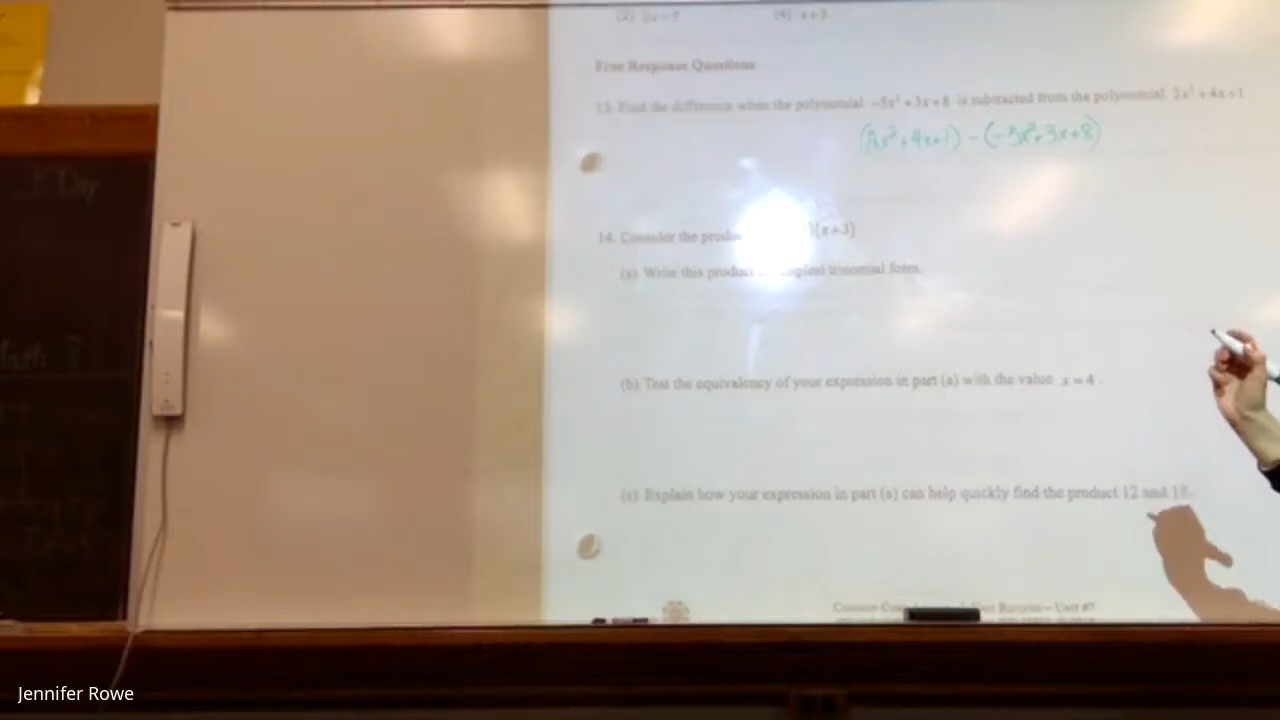 (4) x+3
Free Response Questions
13. Find the difference when the polynomial -5x² + 3x + 8 is subtracted from the polynomial 2x² + 4x + 1
(2x²+4x+1) - (-5x²+3x+8)
14. Consider the )(x+3)
(a) Write this product simplest trinomial form.
(b) Test the equivalency of your expression in part (a) with the value x = 4.
(c) Explain how your expression in part (a) can help quickly find the product 12 and
Day
Jennifer Rowe